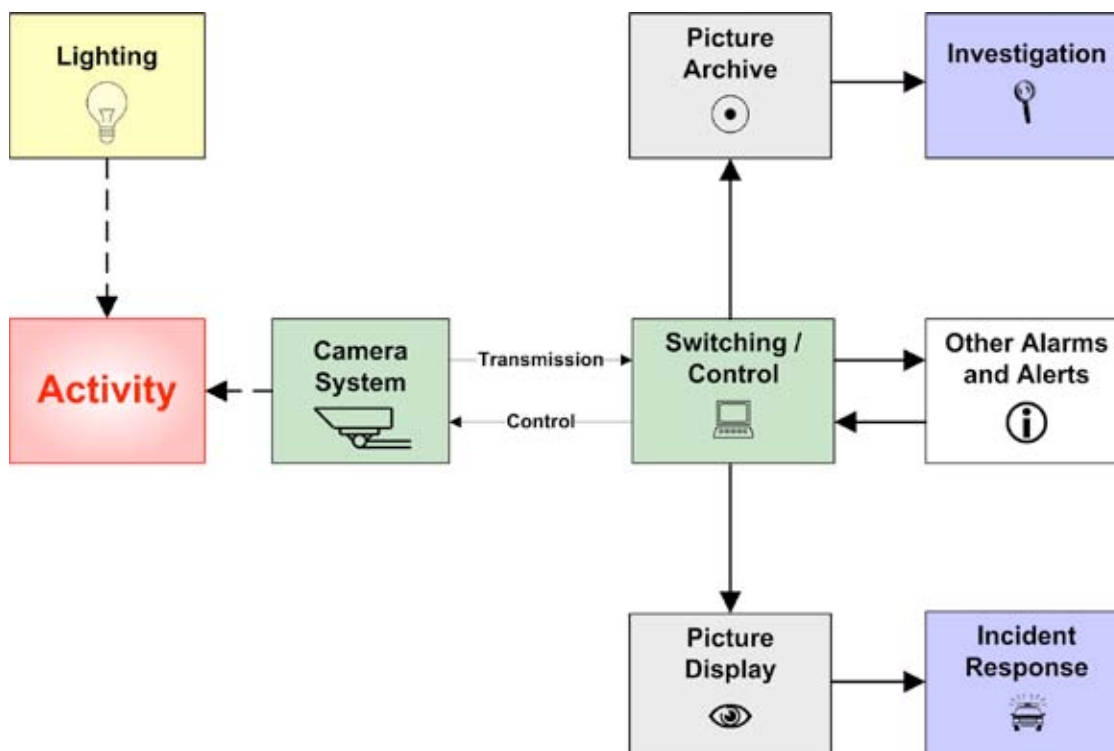 Lighting
Picture
Archive
Investigation
Activity
Camera
System
Transmission
Control
Switching /
Control
Other Alarms
and Alerts
Picture
Display
Incident
Response